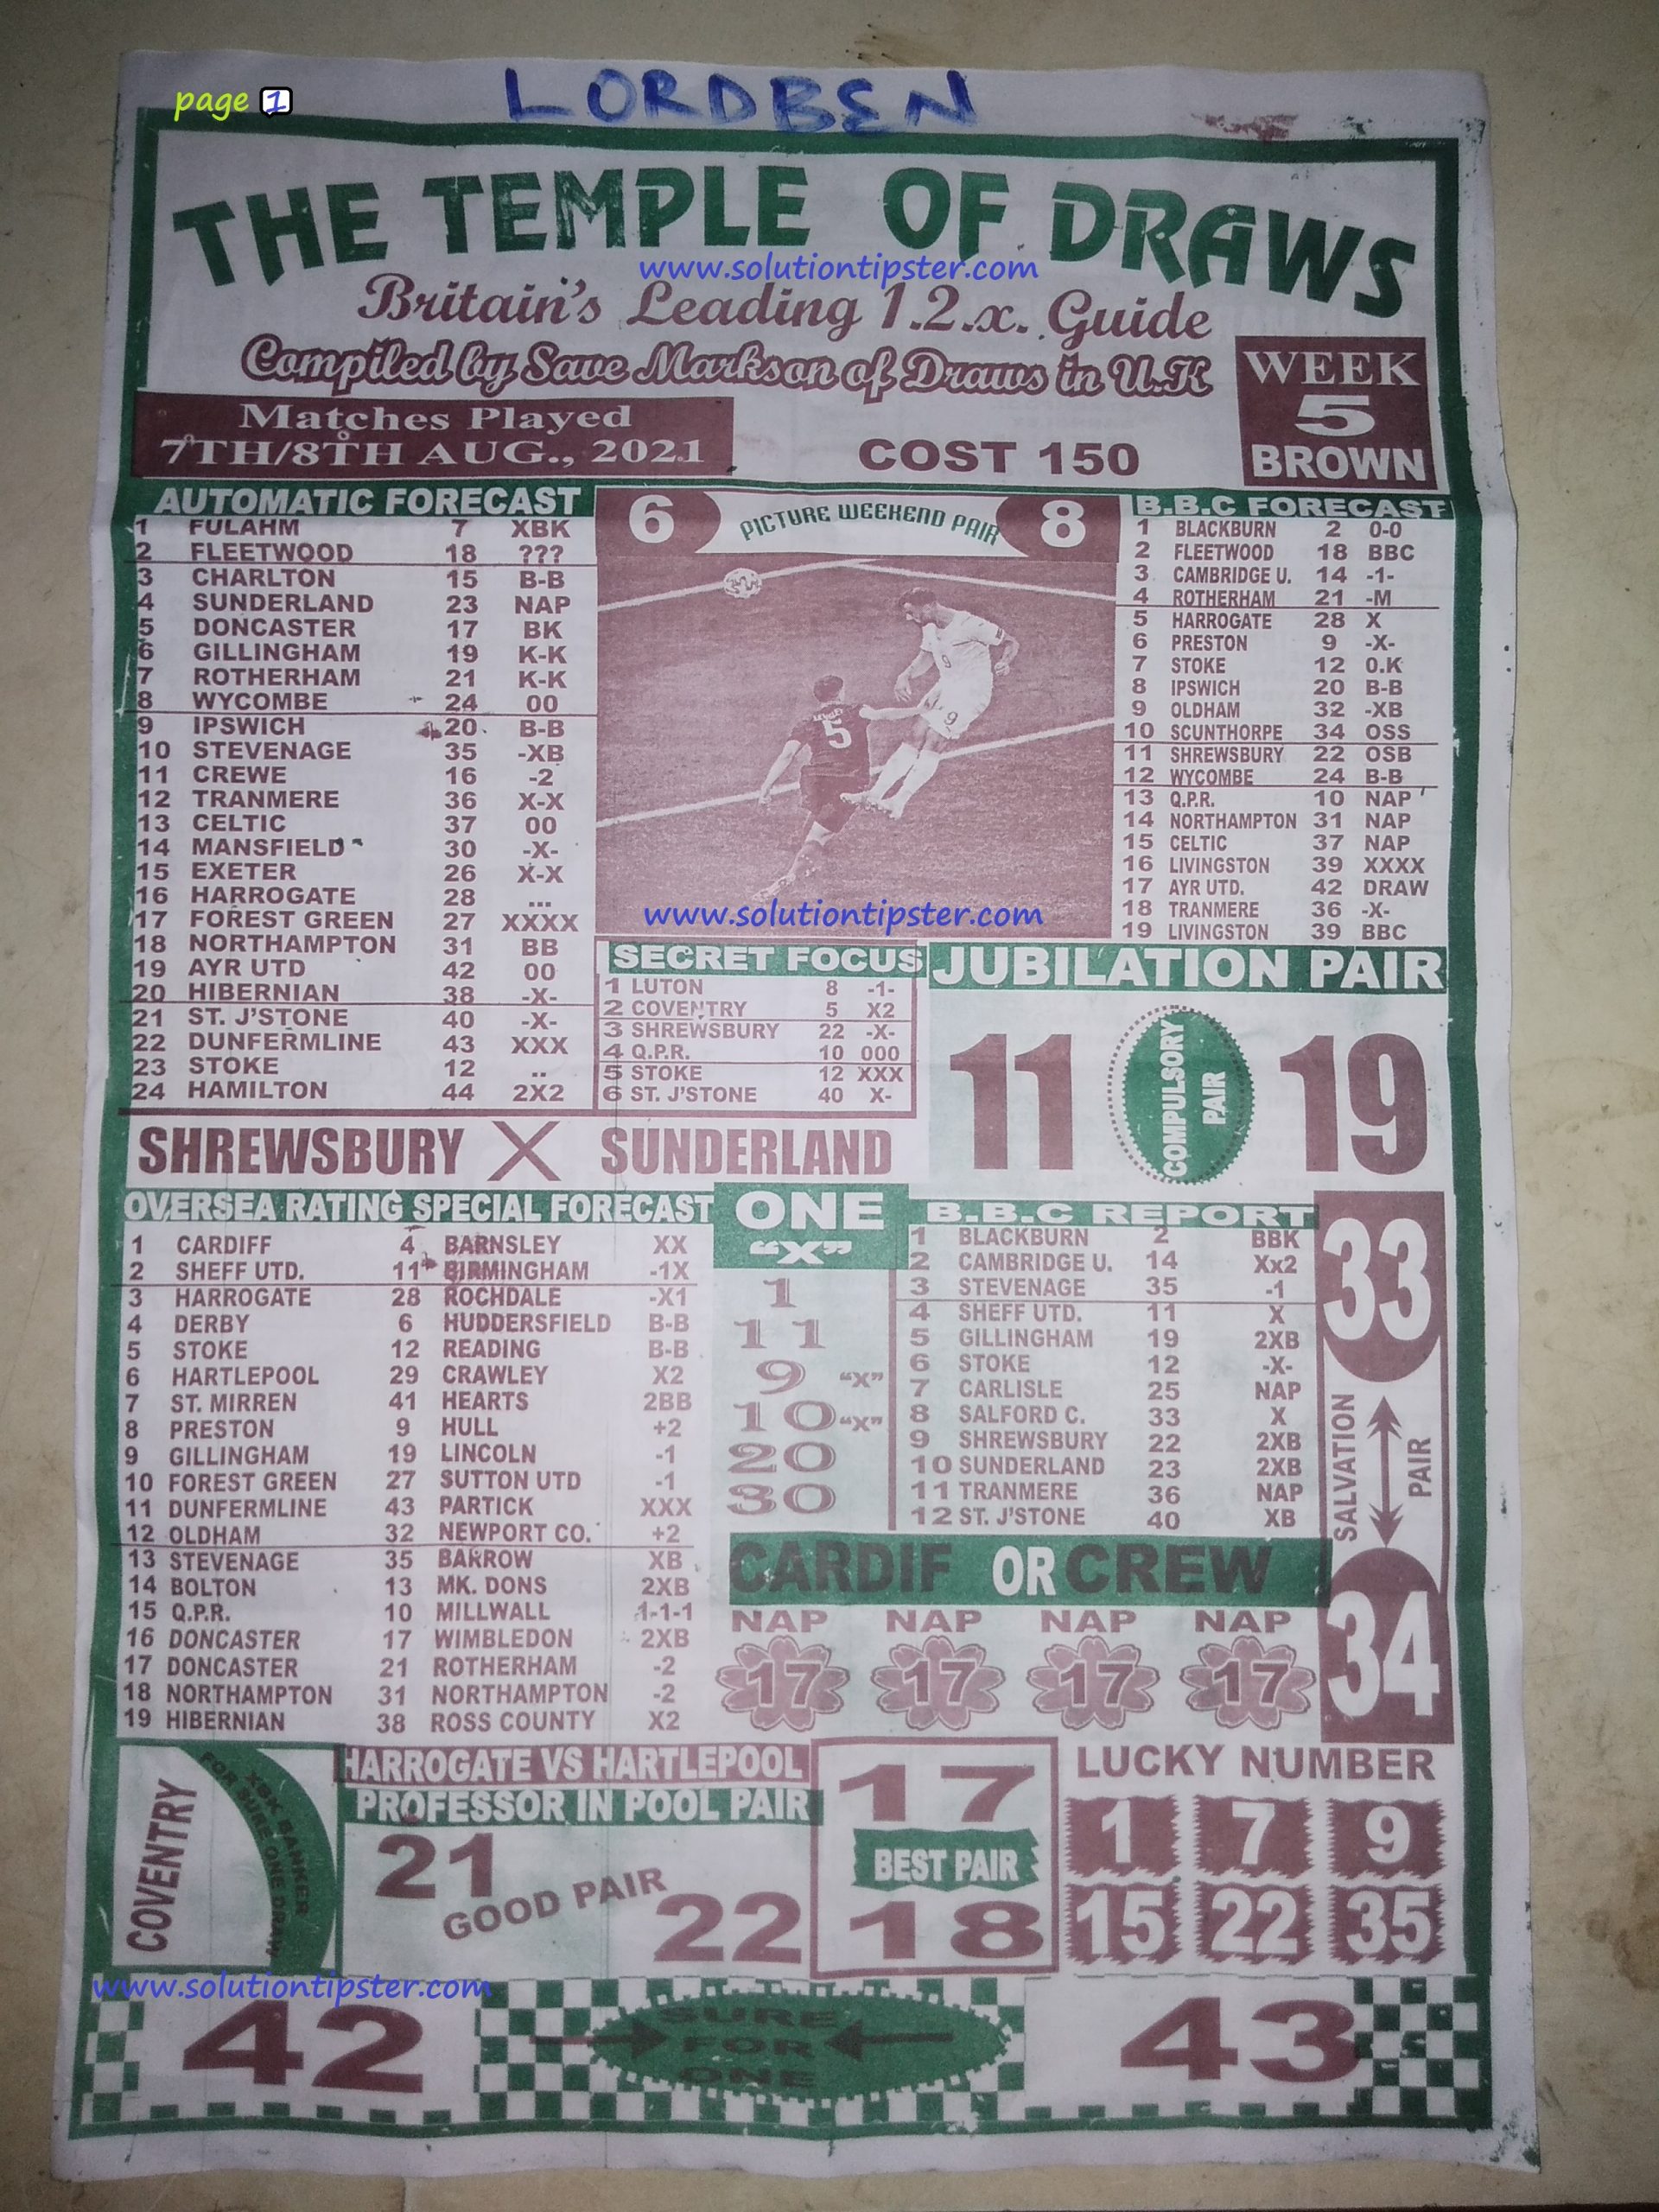 page 1
LORDBEN
THE TEMPLE OF DRAWS
www.solutiontipster.com
Britain's Leading 1.2.x. Guide
Compiled by Save Markson of Draws in U.K
WEEK
5
BROWN
Matches Played
7TH/8TH AUG., 2021
COST 150
AUTOMATIC FORECAST
1 FULAHM 7 XBK
2 FLEETWOOD 18 ???
3 CHARLTON 15 B-B
4 SUNDERLAND 23 NAP
5 DONCASTER 17 BK
6 GILLINGHAM 19 K-K
7 ROTHERHAM 21 K-K
8 WYCOMBE 24 00
9 IPSWICH 20 B-B
10 STEVENAGE 35 -XB
11 CREWE 16 -2
12 TRANMERE 36 X-X
13 CELTIC 37 00
14 MANSFIELD 30 -X-
15 EXETER 26 X-X
16 HARROGATE 28 ...
17 FOREST GREEN 27 XXXX
18 NORTHAMPTON 31 BB
19 AYR UTD 42 00
20 HIBERNIAN 38 -X-
21 ST. J'STONE 40 -X-
22 DUNFERMLINE 43 XXX
23 STOKE 12 ..
24 HAMILTON 44 2X2
6 PICTURE WEEKEND PAIR 8
5
9
9
www.solutiontipster.com
B.B.C FORECAST
1 BLACKBURN 2 0-0
2 FLEETWOOD 18 BBC
3 CAMBRIDGE U. 14 -1-
4 ROTHERHAM 21 -M
5 HARROGATE 28 X
6 PRESTON 9 -X-
7 STOKE 12 0.K
8 IPSWICH 20 B-B
9 OLDHAM 32 -XB
10 SCUNTHORPE 34 OSS
11 SHREWSBURY 22 OSB
12 WYCOMBE 24 B-B
13 Q.P.R. 10 NAP
14 NORTHAMPTON 31 NAP
15 CELTIC 37 NAP
16 LIVINGSTON 39 XXXX
17 AYR UTD. 42 DRAW
18 TRANMERE 36 -X-
19 LIVINGSTON 39 BBC
SECRET FOCUS
1 LUTON 8 -1-
2 COVENTRY 5 X2
3 SHREWSBURY 22 -X-
4 Q.P.R. 10 000
5 STOKE 12 XXX
6 ST. J'STONE 40 X-
JUBILATION PAIR
11 COMPULSORY PAIR 19
SHREWSBURY X SUNDERLAND
OVERSEA RATING SPECIAL FORECAST
1 CARDIFF 4 BARNSLEY XX
2 SHEFF UTD. 11 BIRMINGHAM -1X
3 HARROGATE 28 ROCHDALE -X1
4 DERBY 6 HUDDERSFIELD B-B
5 STOKE 12 READING B-B
6 HARTLEPOOL 29 CRAWLEY X2
7 ST. MIRREN 41 HEARTS 2BB
8 PRESTON 9 HULL +2
9 GILLINGHAM 19 LINCOLN -1
10 FOREST GREEN 27 SUTTON UTD -1
11 DUNFERMLINE 43 PARTICK XXX
12 OLDHAM 32 NEWPORT CO. +2
13 STEVENAGE 35 BARROW XB
14 BOLTON 13 MK. DONS 2XB
15 Q.P.R. 10 MILLWALL 1-1-1
16 DONCASTER 17 WIMBLEDON 2XB
17 DONCASTER 21 ROTHERHAM -2
18 NORTHAMPTON 31 NORTHAMPTON -2
19 HIBERNIAN 38 ROSS COUNTY X2
ONE
"X"
1
11
9 "X"
10 "X"
20
30
B.B.C REPORT
1 BLACKBURN 2 BBK
2 CAMBRIDGE U. 14 Xx2
3 STEVENAGE 35 -1
4 SHEFF UTD. 11 X
5 GILLINGHAM 19 2XB
6 STOKE 12 -X-
7 CARLISLE 25 NAP
8 SALFORD C. 33 X
9 SHREWSBURY 22 2XB
10 SUNDERLAND 23 2XB
11 TRANMERE 36 NAP
12 ST. J'STONE 40 XB
33
SALVATION PAIR
34
CARDIF OR CREW
NAP NAP NAP NAP
17 17 17 17
COVENTRY
XBK BANKER
FOR SURE ONE DRAW
HARROGATE VS HARTLEPOOL
PROFESSOR IN POOL PAIR
21
GOOD PAIR
22
17
BEST PAIR
18
LUCKY NUMBER
1 7 9
15 22 35
www.solutiontipster.com
42
SURE
FOR
ONE
43